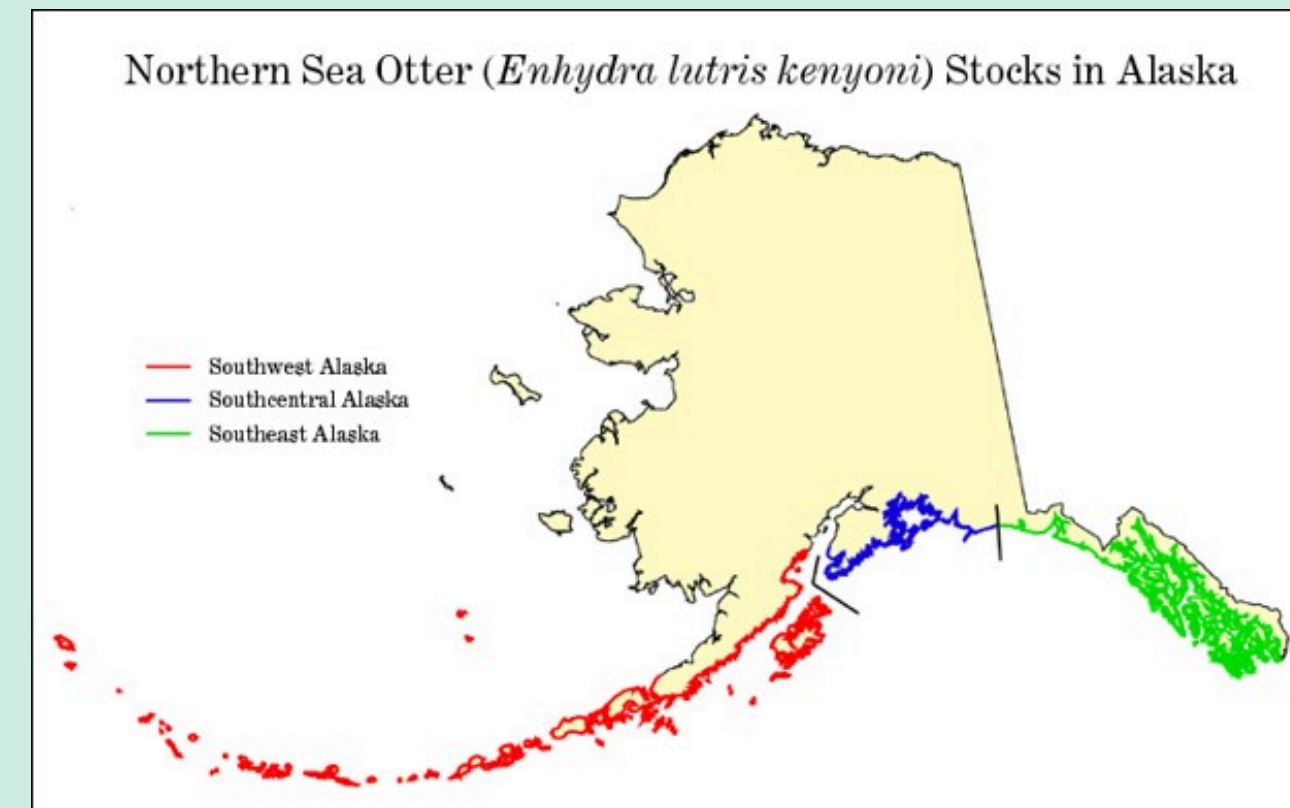 Northern Sea Otter (Enhydra lutris kenyoni) Stocks in Alaska
Southwest Alaska
Southcentral Alaska
Southeast Alaska